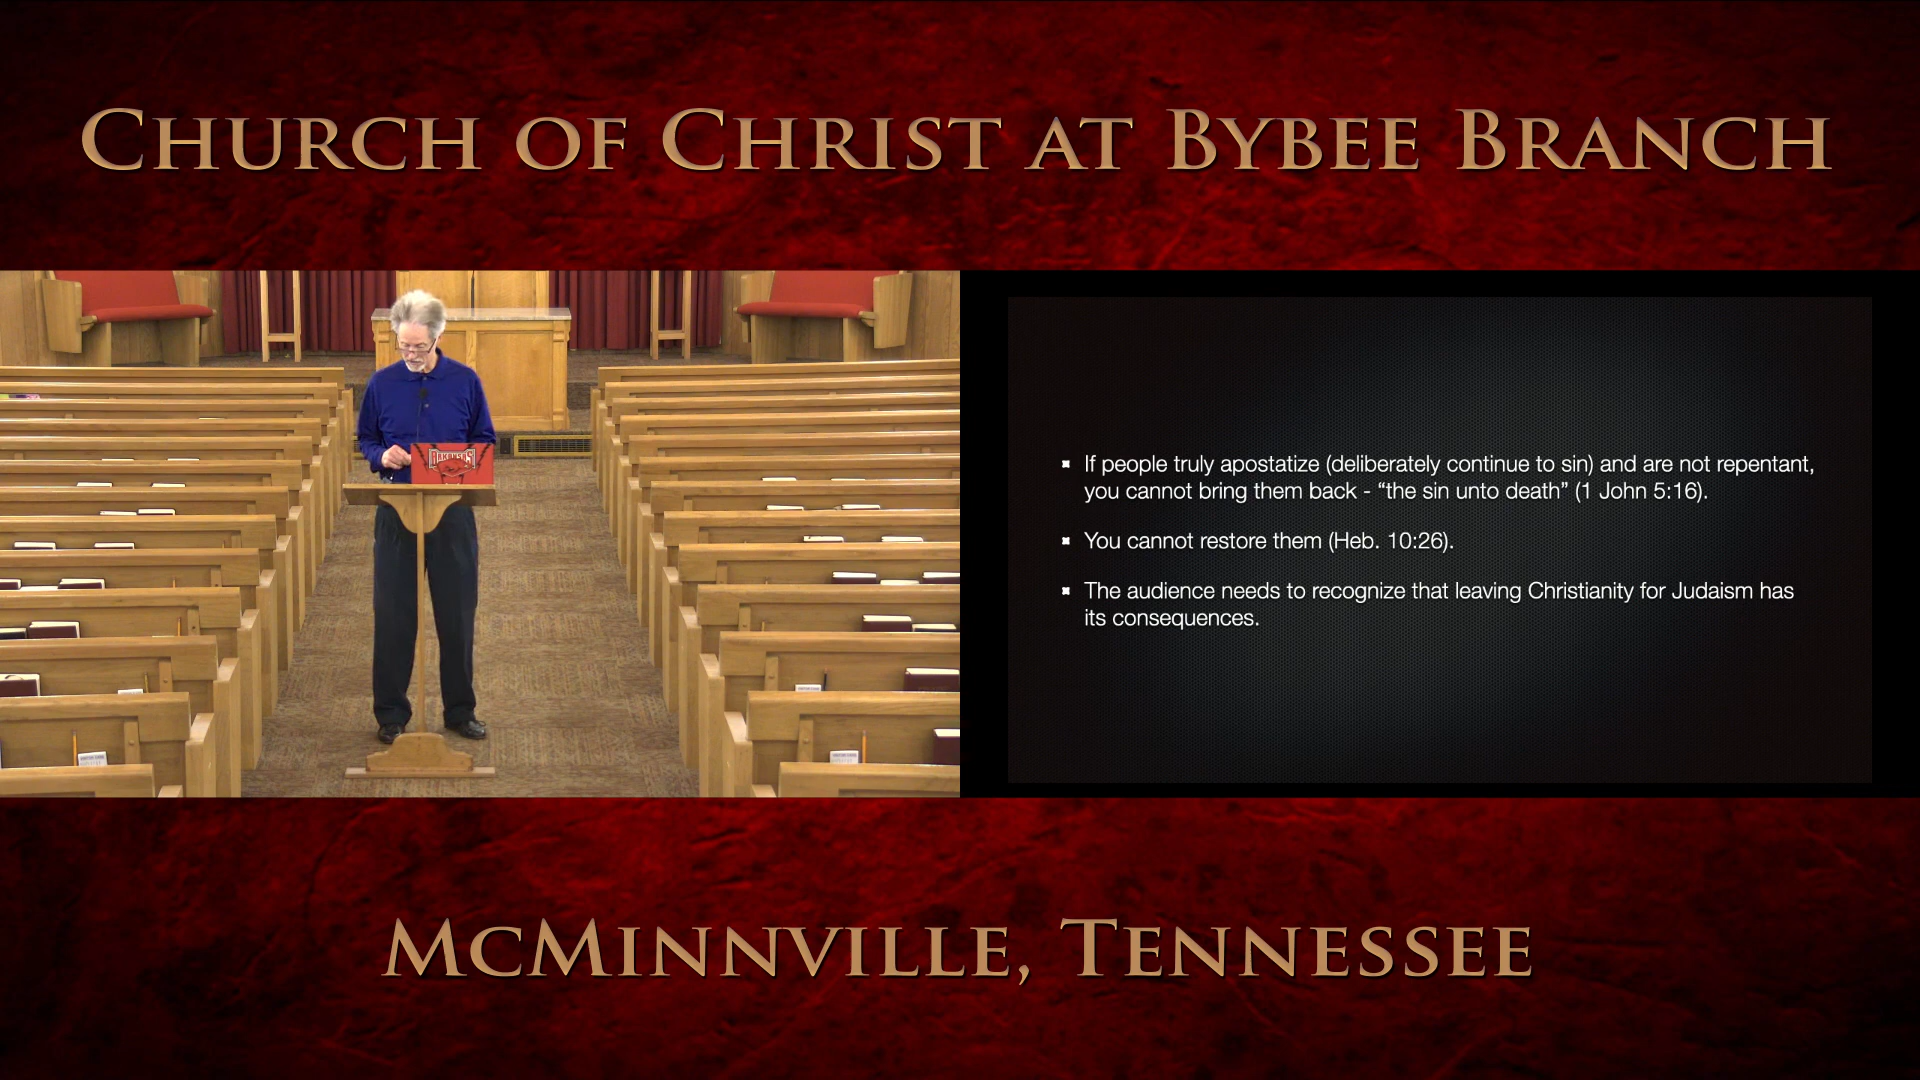 CHURCH OF CHRIST AT BYBEE BRANCH
ARKANSAS
▪ If people truly apostatize (deliberately continue to sin) and are not repentant,
you cannot bring them back - “the sin unto death” (1 John 5:16).
▪ You cannot restore them (Heb. 10:26).
▪ The audience needs to recognize that leaving Christianity for Judaism has
its consequences.
MCMINNVILLE, TENNESSEE